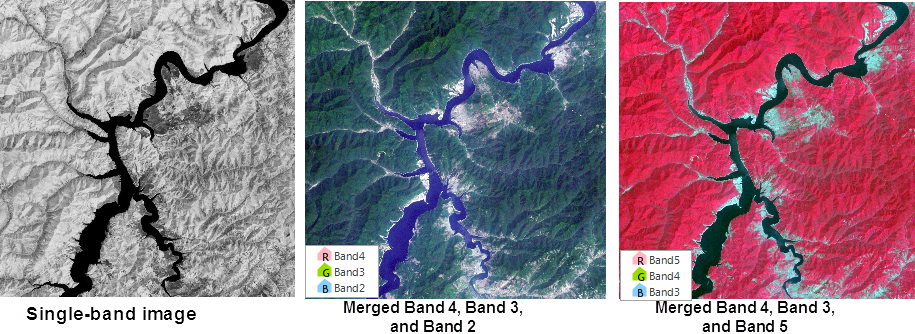 R Band4
G Band3
B Band2
R Band5
G Band4
B Band3
Single-band image
Merged Band 4, Band 3,
and Band 2
Merged Band 4, Band 3,
and Band 5